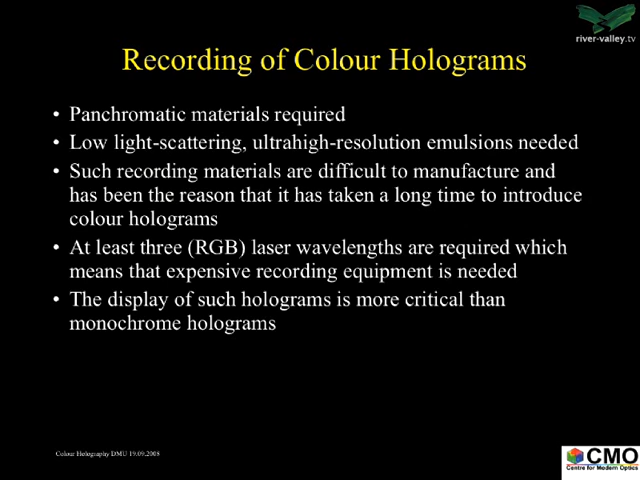 river-valley.tv
Recording of Colour Holograms
• Panchromatic materials required
• Low light-scattering, ultrahigh-resolution emulsions needed
• Such recording materials are difficult to manufacture and
has been the reason that it has taken a long time to introduce
colour holograms
• At least three (RGB) laser wavelengths are required which
means that expensive recording equipment is needed
• The display of such holograms is more critical than
monochrome holograms
Colour Holography DMU 19.09.2008
CMO
Centre for Modern Optics